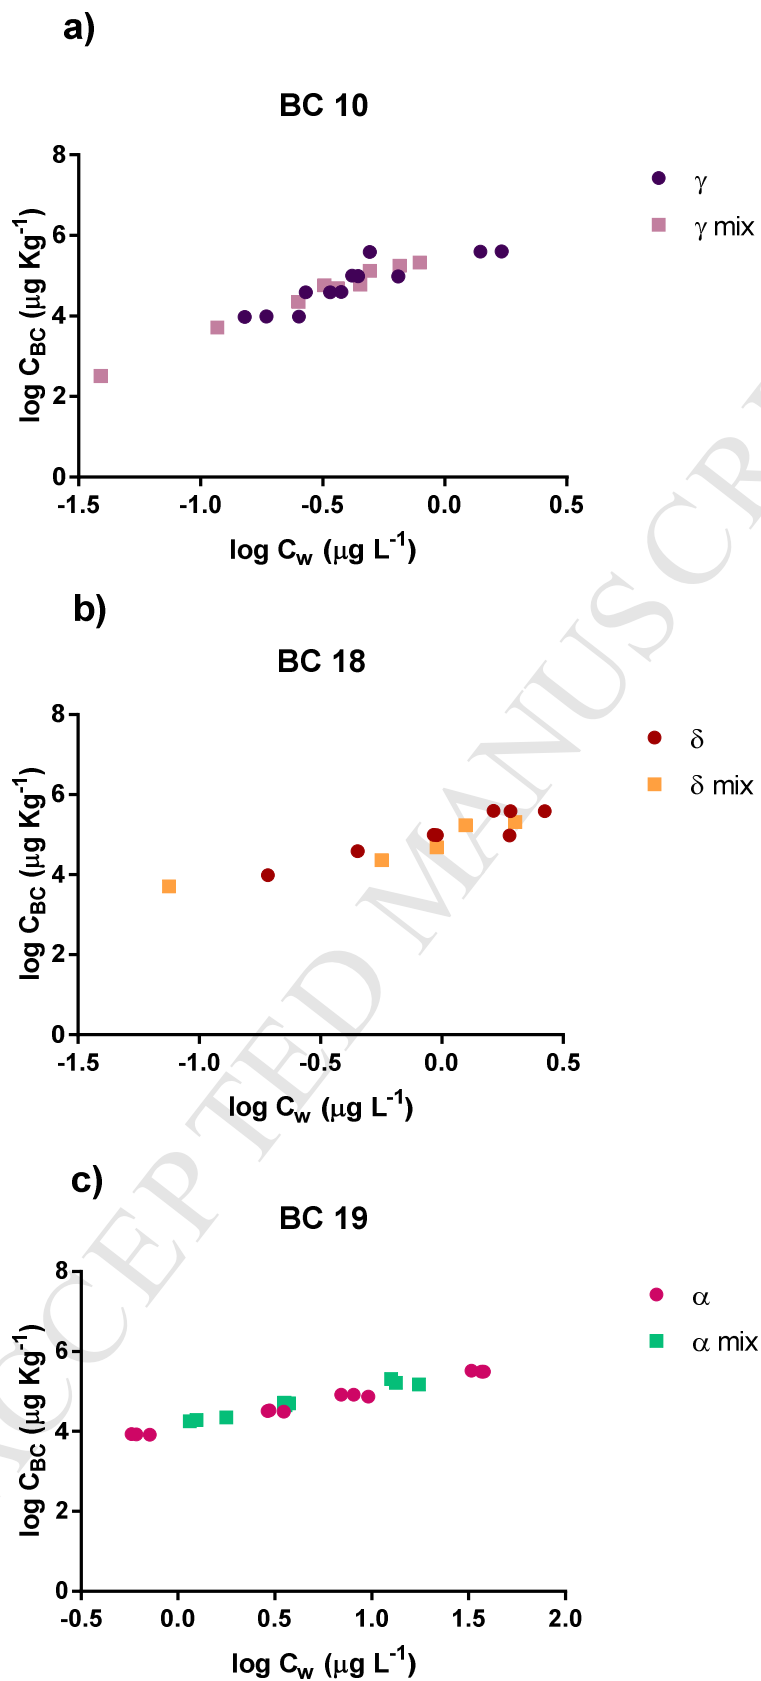 a)
BC 10
γ
γ mix
log C_BC (μg Kg^-1)
8
6
4
2
0
-1.5 -1.0 -0.5 0.0 0.5
log C_w (μg L^-1)
b)
BC 18
δ
δ mix
log C_BC (μg Kg^-1)
8
6
4
2
0
-1.5 -1.0 -0.5 0.0 0.5
log C_w (μg L^-1)
c)
BC 19
α
α mix
log C_BC (μg Kg^-1)
8
6
4
2
0
-0.5 0.0 0.5 1.0 1.5 2.0
log C_w (μg L^-1)
ACCEPTED MANUSCRI